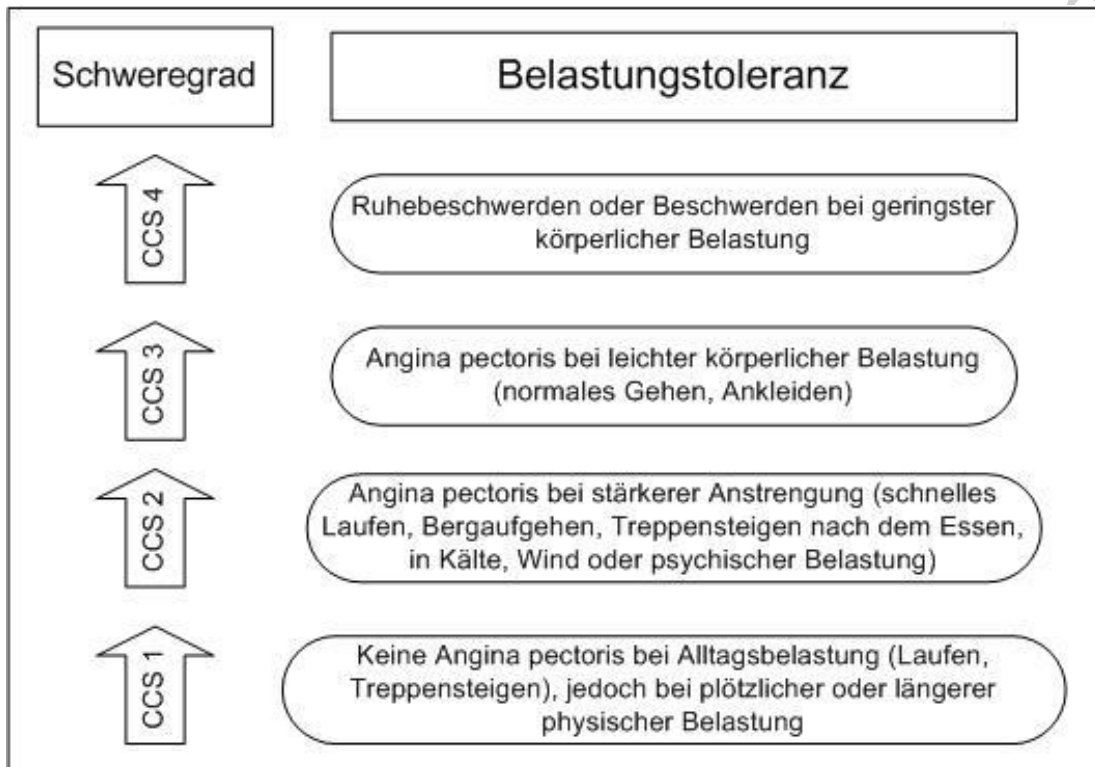 Schweregrad
Belastungstoleranz
CCS 4
Ruhebeschwerden oder Beschwerden bei geringster
körperlicher Belastung
CCS 3
Angina pectoris bei leichter körperlicher Belastung
(normales Gehen, Ankleiden)
CCS 2
Angina pectoris bei stärkerer Anstrengung (schnelles
Laufen, Bergaufgehen, Treppensteigen nach dem Essen,
in Kälte, Wind oder psychischer Belastung)
CCS 1
Keine Angina pectoris bei Alltagsbelastung (Laufen,
Treppensteigen), jedoch bei plötzlicher oder längerer
physischer Belastung